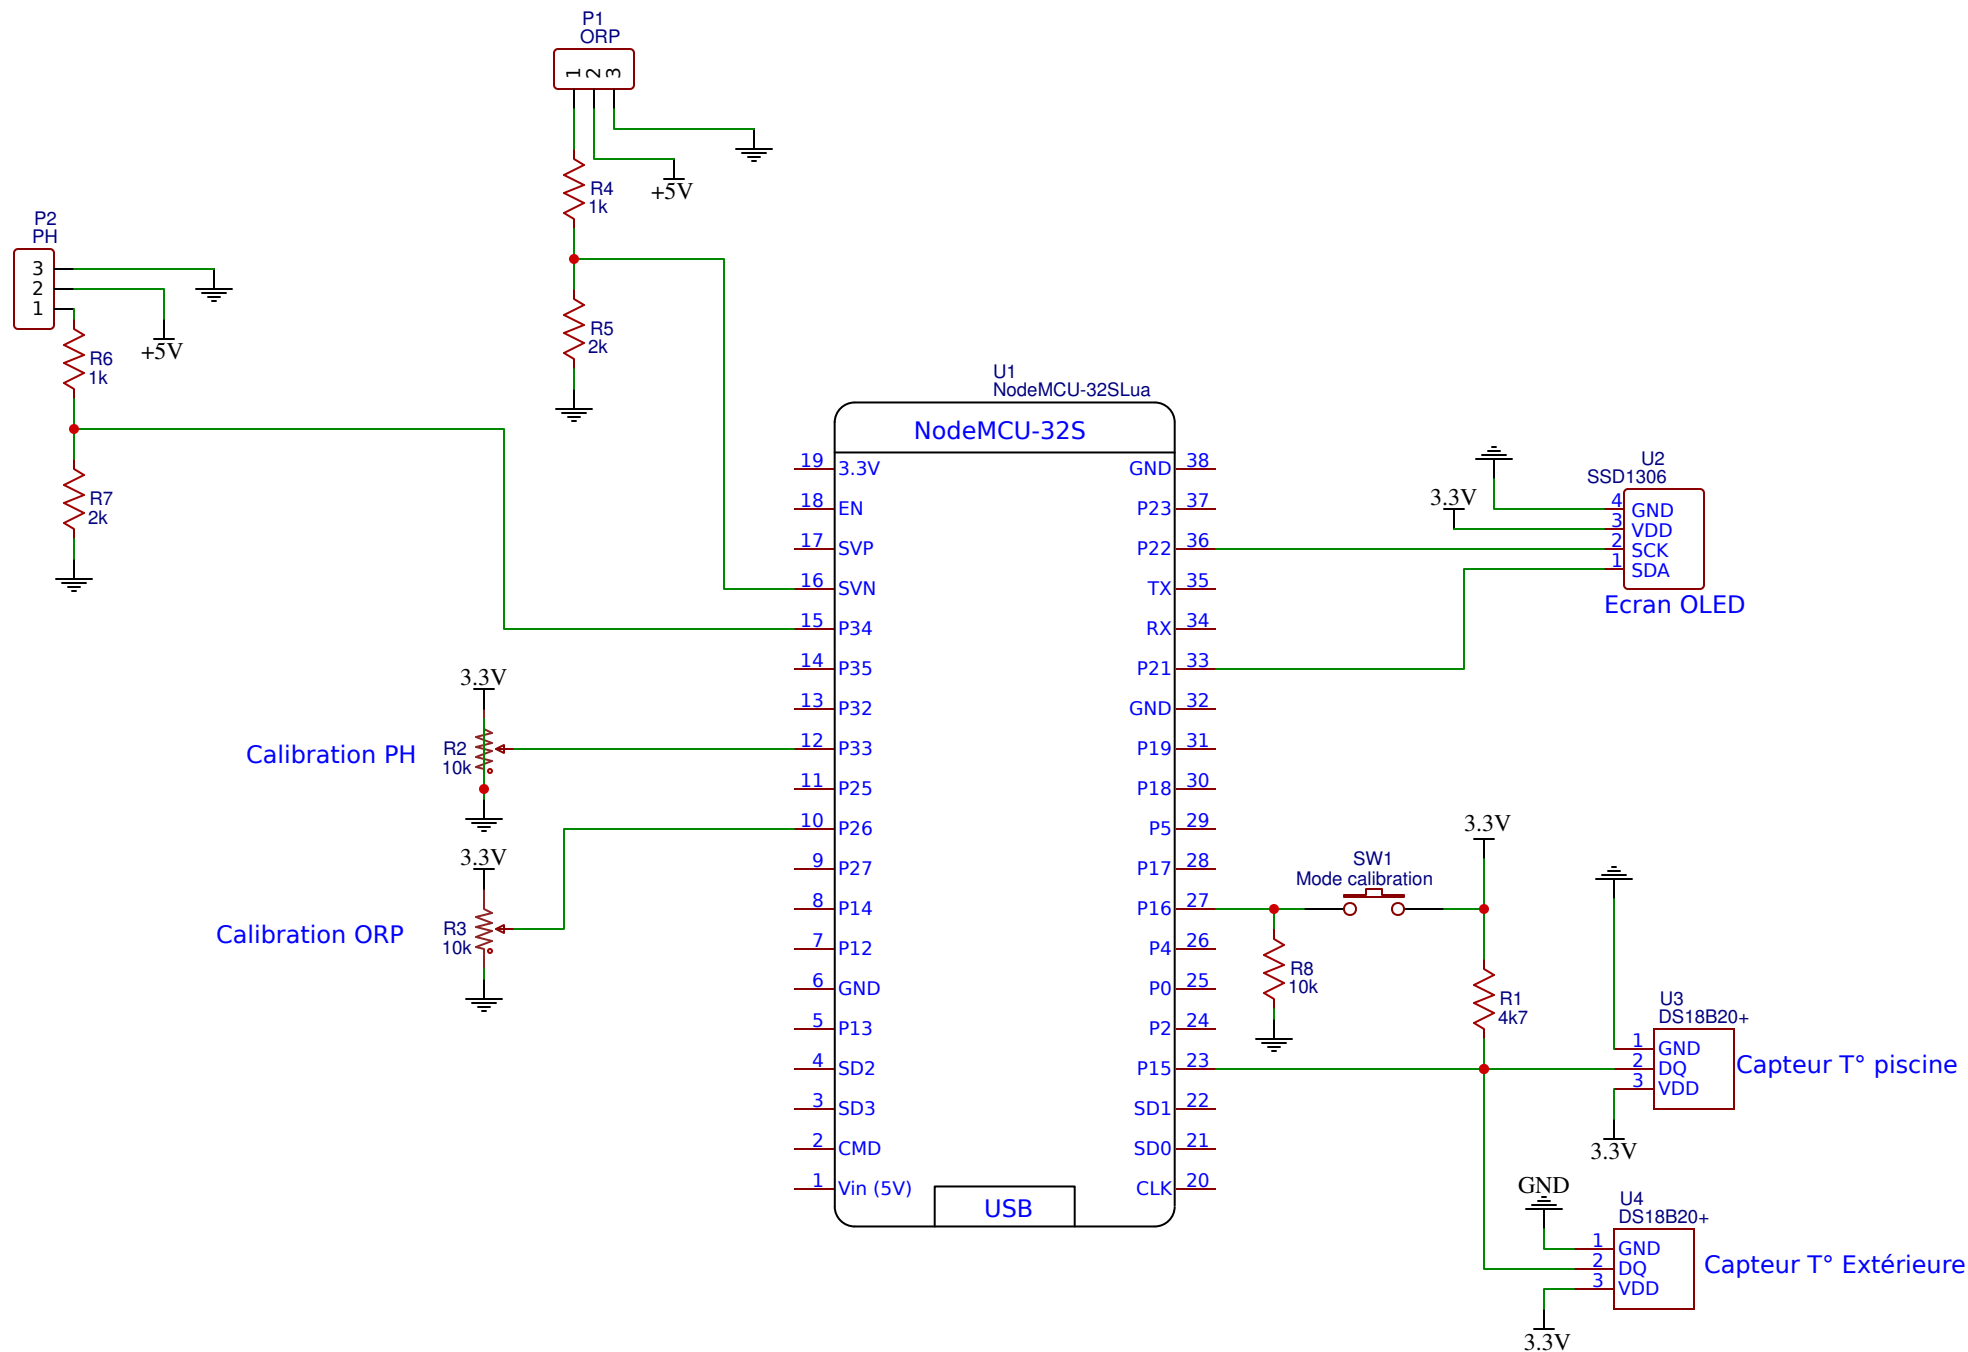 P1
ORP
1 2 3
R4
1k
+5V
R5
2k
P2
PH
3
2
1
+5V
R6
1k
R7
2k
U1
NodeMCU-32SLua
NodeMCU-32S
19 3.3V
18 EN
17 SVP
16 SVN
15 P34
14 P35
13 P32
12 P33
11 P25
10 P26
9 P27
8 P14
7 P12
6 GND
5 P13
4 SD2
3 SD3
2 CMD
1 Vin (5V)
GND 38
P23 37
P22 36
TX 35
RX 34
P21 33
GND 32
P19 31
P18 30
P5 29
P17 28
P16 27
P4 26
P0 25
P2 24
P15 23
SD1 22
SD0 21
CLK 20
USB
3.3V
Calibration PH
R2
10k
3.3V
Calibration ORP
R3
10k
U2
SSD1306
3.3V
4 GND
3 VDD
2 SCK
1 SDA
Ecran OLED
3.3V
SW1
Mode calibration
R8
10k
R1
4k7
U3
DS18B20+
1 GND
2 DQ
3 VDD
Capteur T° piscine
3.3V
GND
U4
DS18B20+
1 GND
2 DQ
3 VDD
Capteur T° Extérieure
3.3V